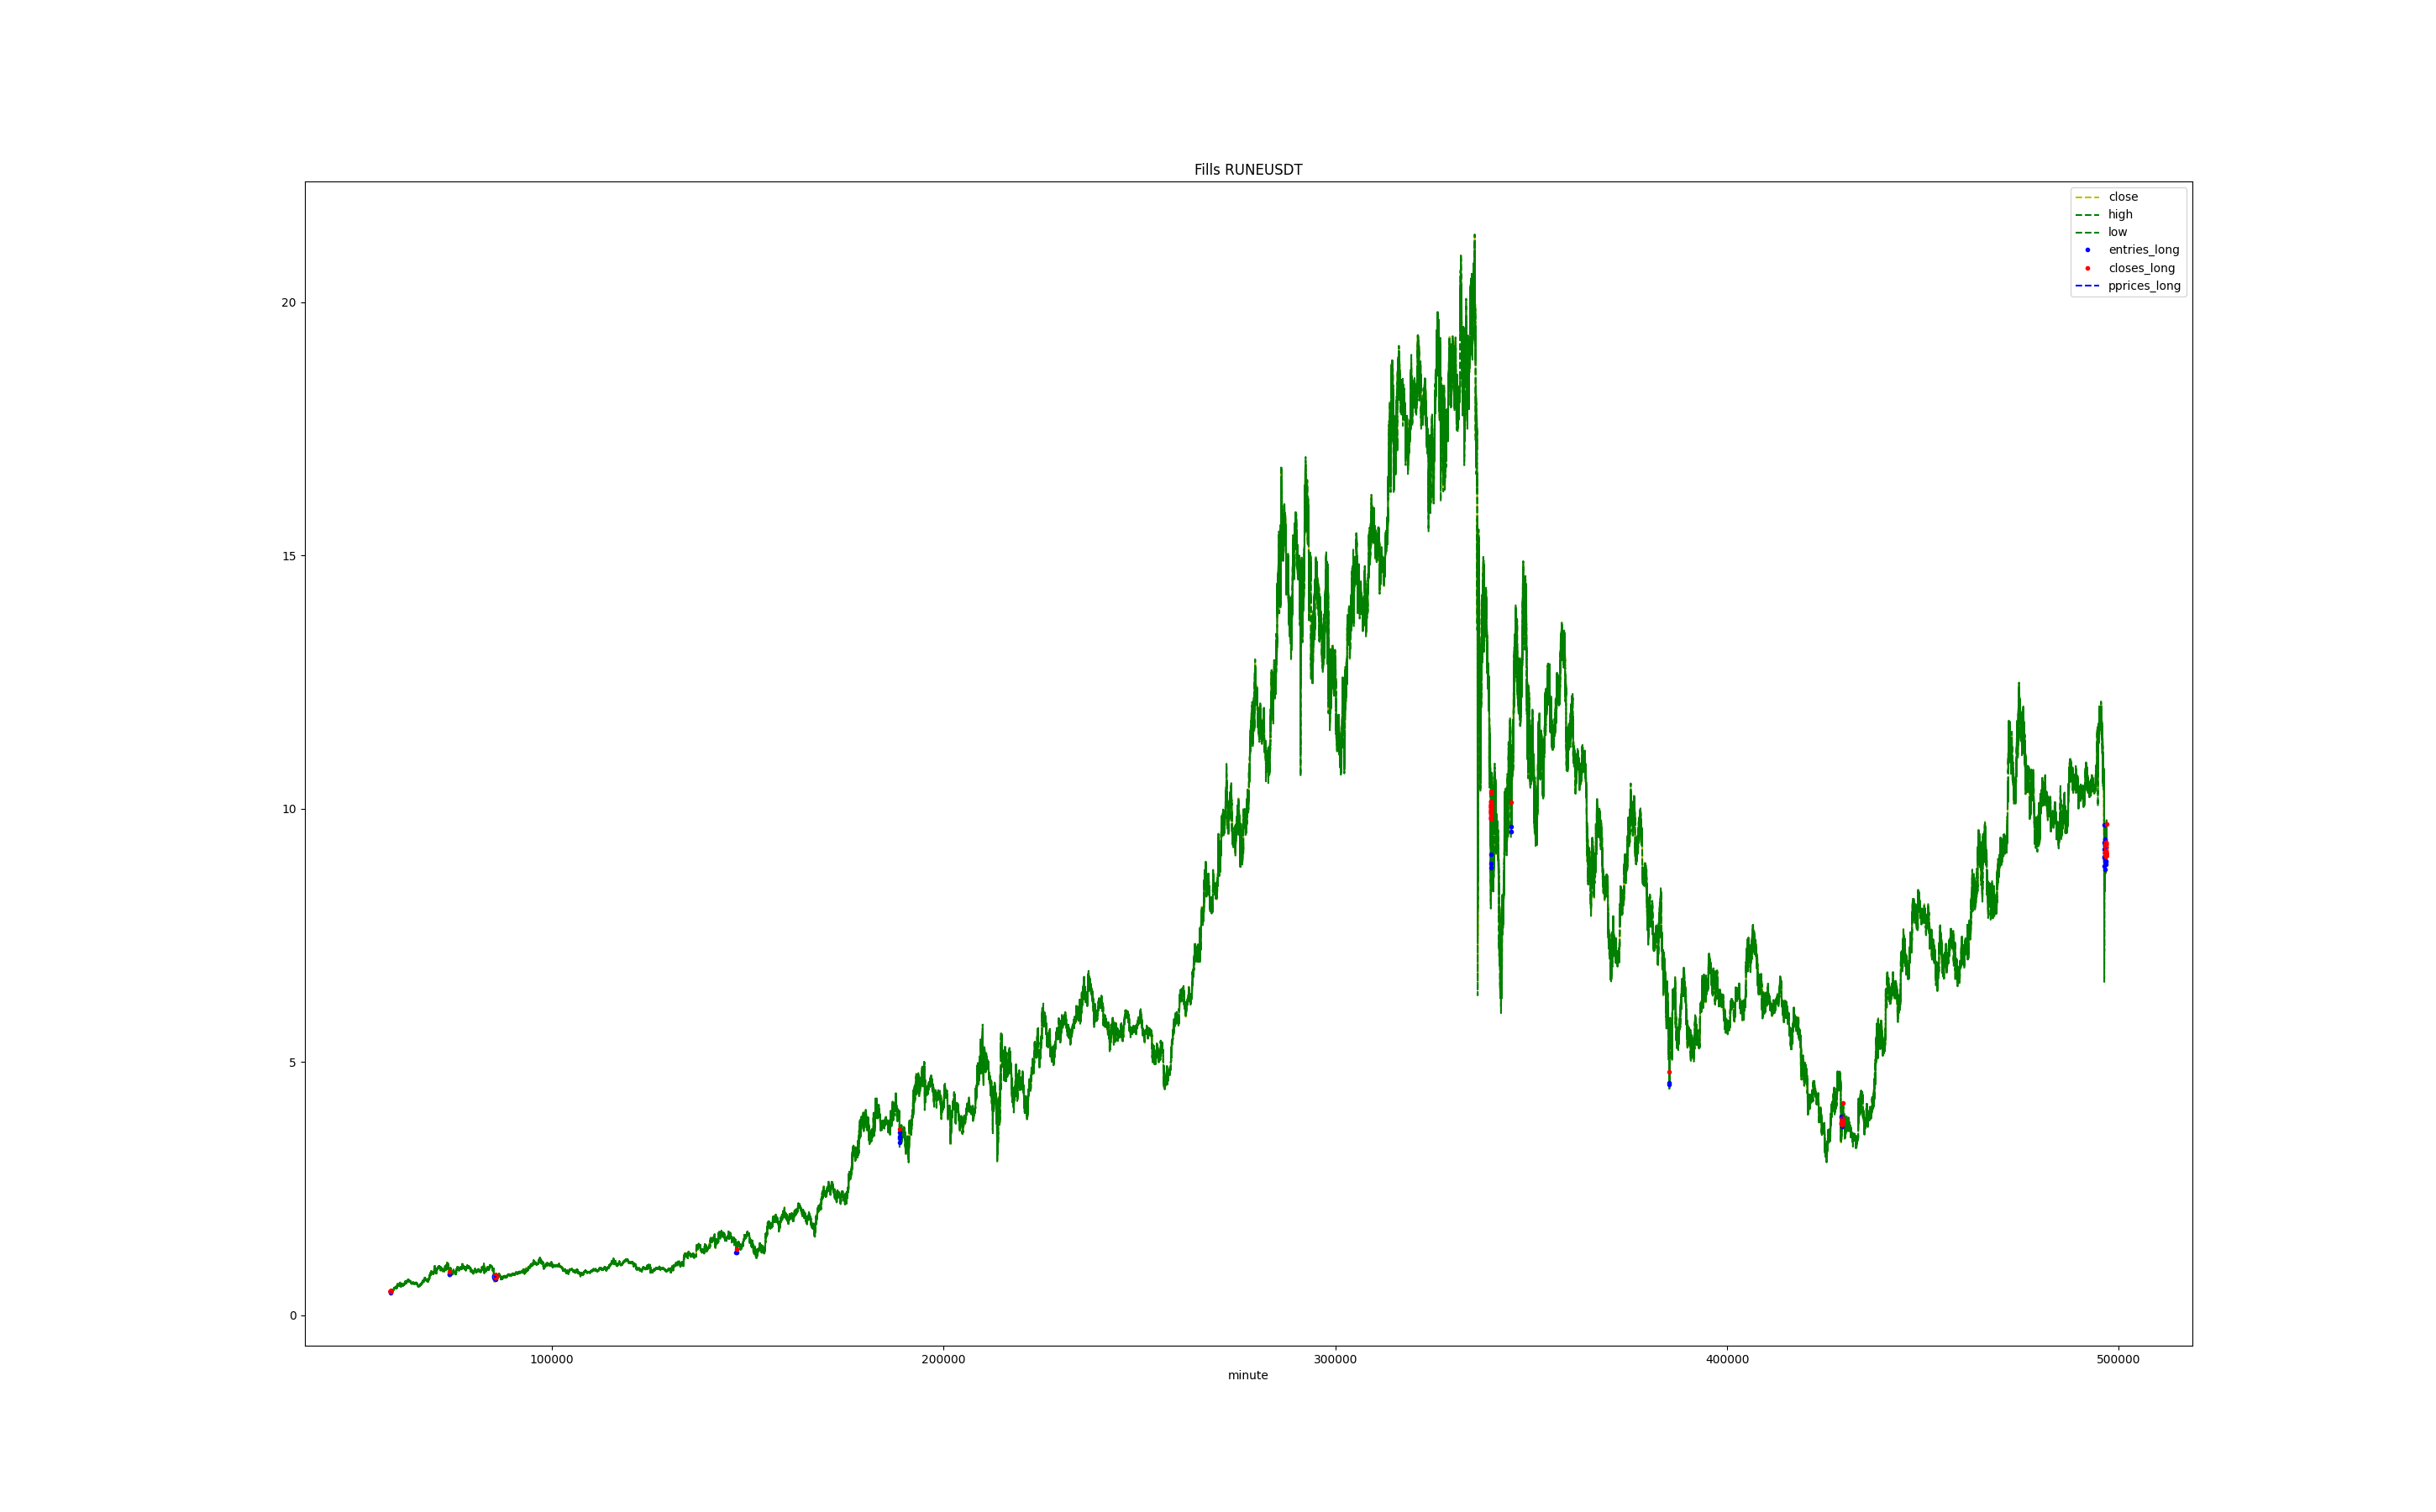 Fills RUNEUSDT
close
high
low
entries_long
closes_long
pprices_long
20
15
10
5
0
100000
200000
300000
400000
500000
minute